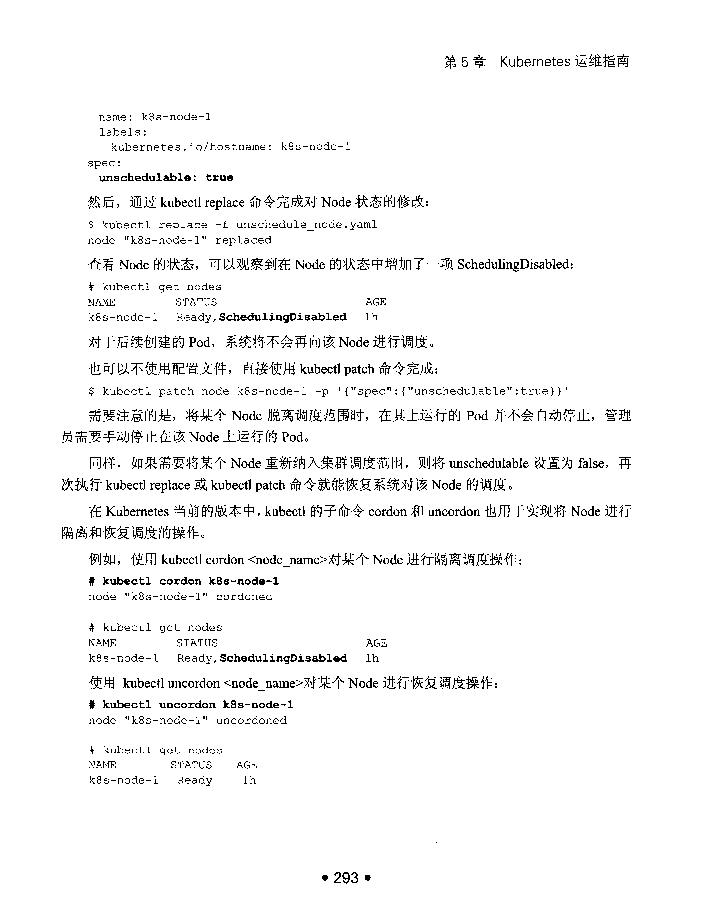 第 5 章 Kubernetes 运维指南
name: k8s-node-1
labels:
kubernetes.io/hostname: k8s-node-1
spec:
unschedulable: true
然后，通过 kubectl replace 命令完成对 Node 状态的修改：
$ kubectl replace -f unschedule_node.yaml
node "k8s-node-1" replaced
查看 Node 的状态，可以观察到在 Node 的状态中增加了一项 SchedulingDisabled：
# kubectl get nodes
NAME STATUS AGE
k8s-node-1 Ready,SchedulingDisabled 1h
对于后续创建的 Pod，系统将不会再向该 Node 进行调度。
也可以不使用配置文件，直接使用 kubectl patch 命令完成：
$ kubectl patch node k8s-node-1 -p '{"spec":{"unschedulable":true}}'
需要注意的是，将某个 Node 脱离调度范围时，在其上运行的 Pod 并不会自动停止，管理
员需要手动停止在该 Node 上运行的 Pod。
同样，如果需要将某个 Node 重新纳入集群调度范围，则将 unschedulable 设置为 false，再
次执行 kubectl replace 或 kubectl patch 命令就能恢复系统对该 Node 的调度。
在 Kubernetes 当前的版本中，kubectl 的子命令 cordon 和 uncordon 也用于实现将 Node 进行
隔离和恢复调度的操作。
例如，使用 kubectl cordon <node_name>对某个 Node 进行隔离调度操作：
# kubectl cordon k8s-node-1
node "k8s-node-1" cordoned
# kubectl get nodes
NAME STATUS AGE
k8s-node-1 Ready,SchedulingDisabled 1h
使用 kubectl uncordon <node_name>对某个 Node 进行恢复调度操作：
# kubectl uncordon k8s-node-1
node "k8s-node-1" uncordoned
# kubectl get nodes
NAME STATUS AGE
k8s-node-1 Ready 1h
• 293 •